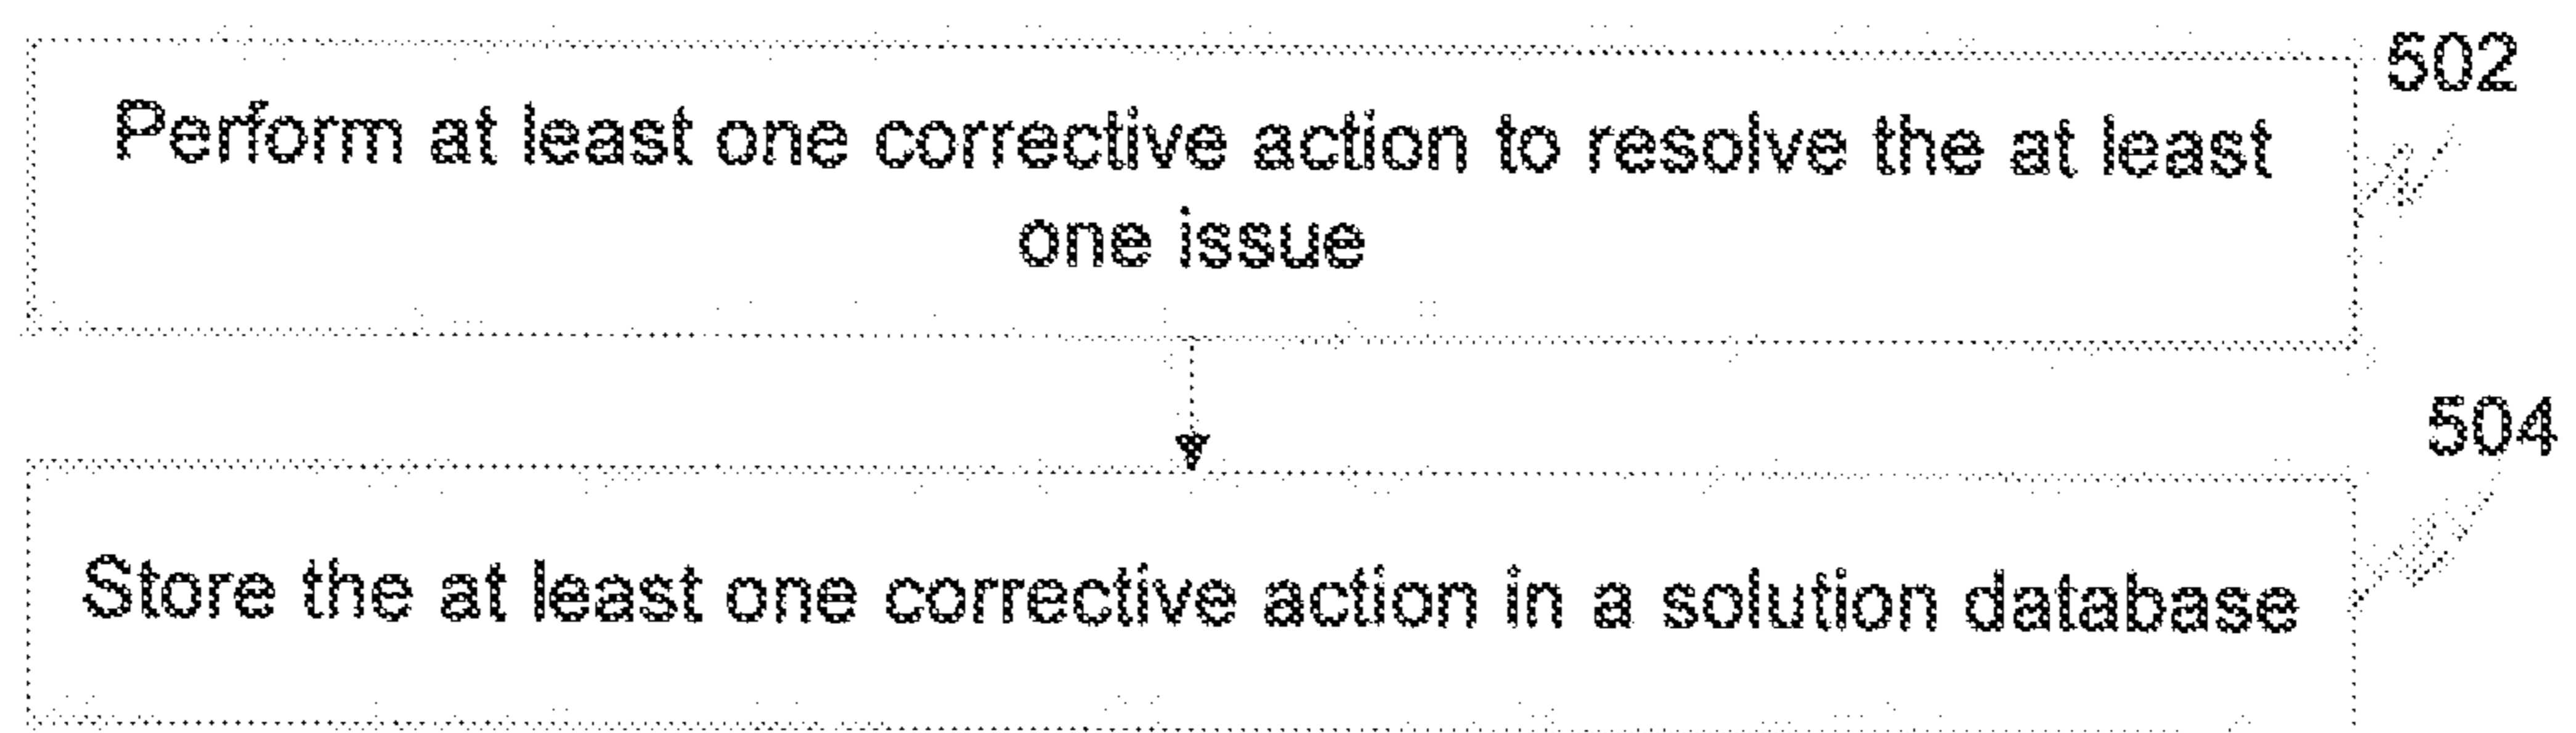 502
Perform at least one corrective action to resolve the at least
one issue
504
Store the at least one corrective action in a solution database